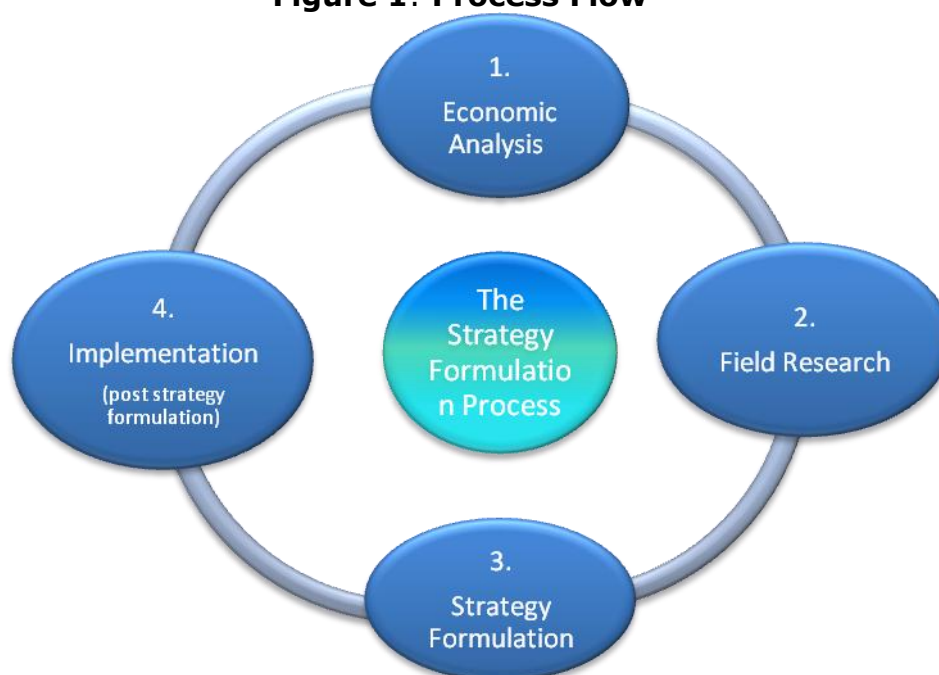 Figure 1: Process Flow
1.
Economic
Analysis
2.
Field Research
3.
Strategy
Formulation
4.
Implementation
(post strategy
formulation)
The
Strategy
Formulatio
n Process